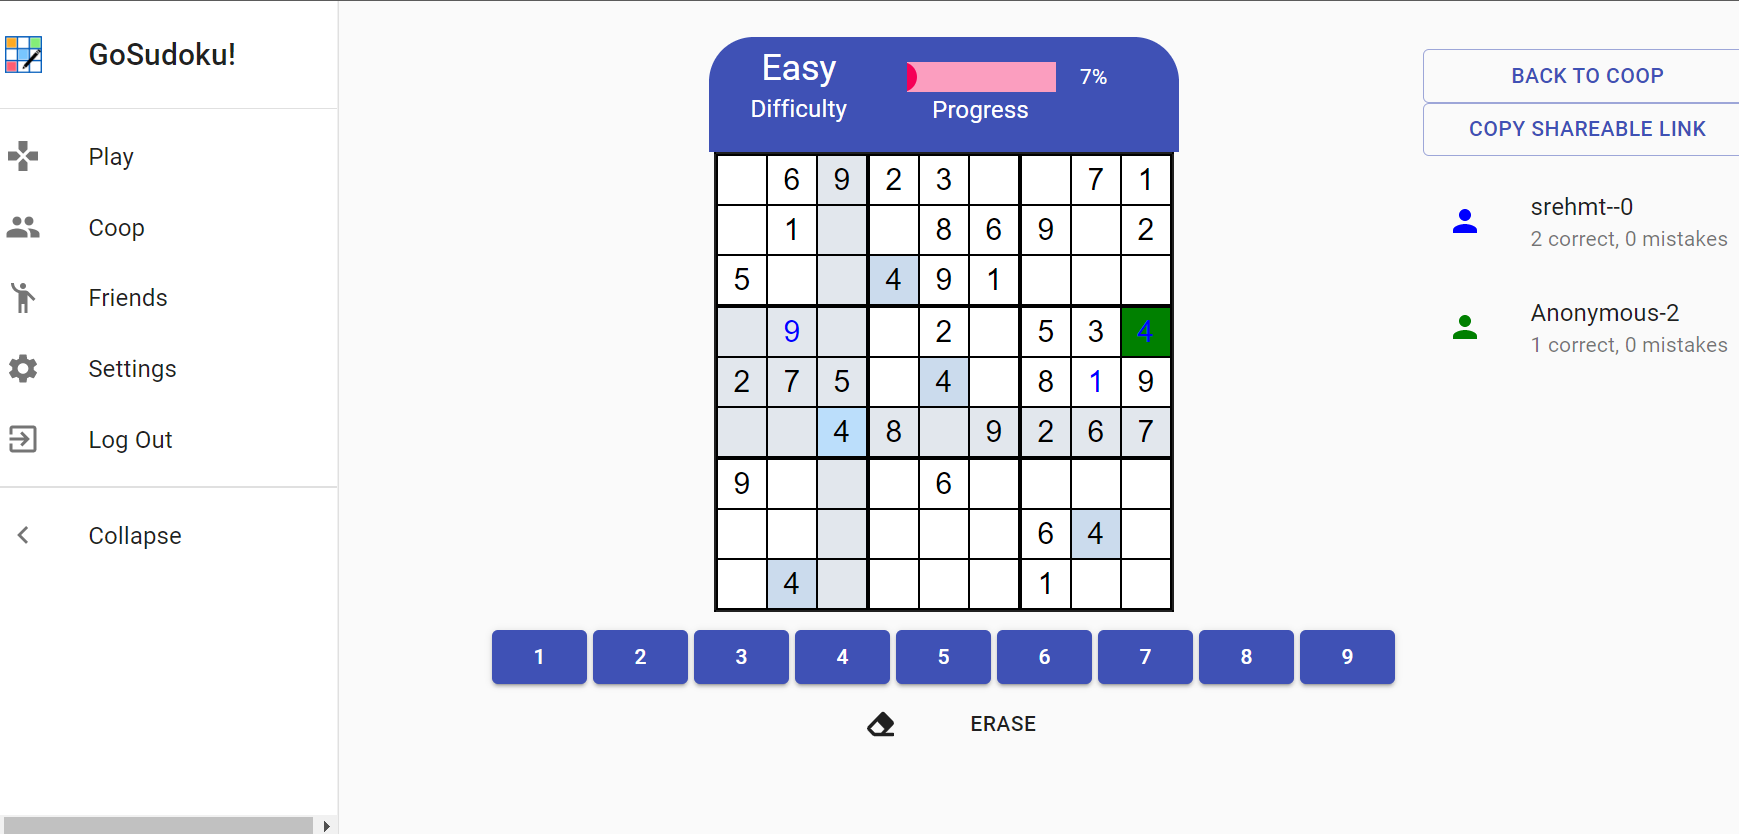 GoSudoku!
Play
Coop
Friends
Settings
Log Out
Collapse
Easy
Difficulty
7%
Progress
6 9 2 3 7 1
1 8 6 9 2
5 4 9 1
9 2 5 3 4
2 7 5 4 8 1 9
4 8 9 2 6 7
9 6
6 4
4 1
1 2 3 4 5 6 7 8 9
ERASE
BACK TO COOP
COPY SHAREABLE LINK
srehmt--0
2 correct, 0 mistakes
Anonymous-2
1 correct, 0 mistakes